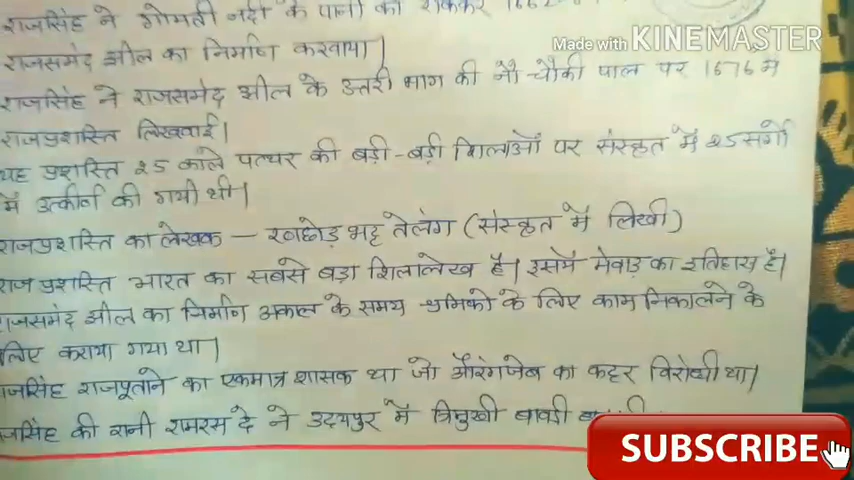 राजसिंह ने गोमती नदी के पानी को रोककर 1662
Made with KINEMASTER
राजसमंद झील का निर्माण करवाया|
राजसिंह ने राजसमंद झील के उत्तरी भाग की नौ-चौकी पाल पर 1676 में
राजप्रशस्ति लिखवाई|
यह प्रशस्ति 25 काले पत्थर की बड़ी-बड़ी शिलाओं पर संस्कृत में 25 सर्गो
में उत्कीर्ण की गयी थी|
राजप्रशस्ति का लेखक - रणछोड़ भट्ट तेलंग (संस्कृत में लिखी)
राज प्रशस्ति भारत का सबसे बड़ा शिलालेख है| इसमें मेवाड़ का इतिहास है|
राजसमंद झील का निर्माण अकाल के समय श्रमिको के लिए काम निकालने के
लिए कराया गया था|
राजसिंह राजपूताने का एकमात्र शासक था जो औरंगजेब का कट्टर विरोधी था|
राजसिंह की रानी रामरस दे ने उदयपुर में त्रिमुखी बावडी
SUBSCRIBE